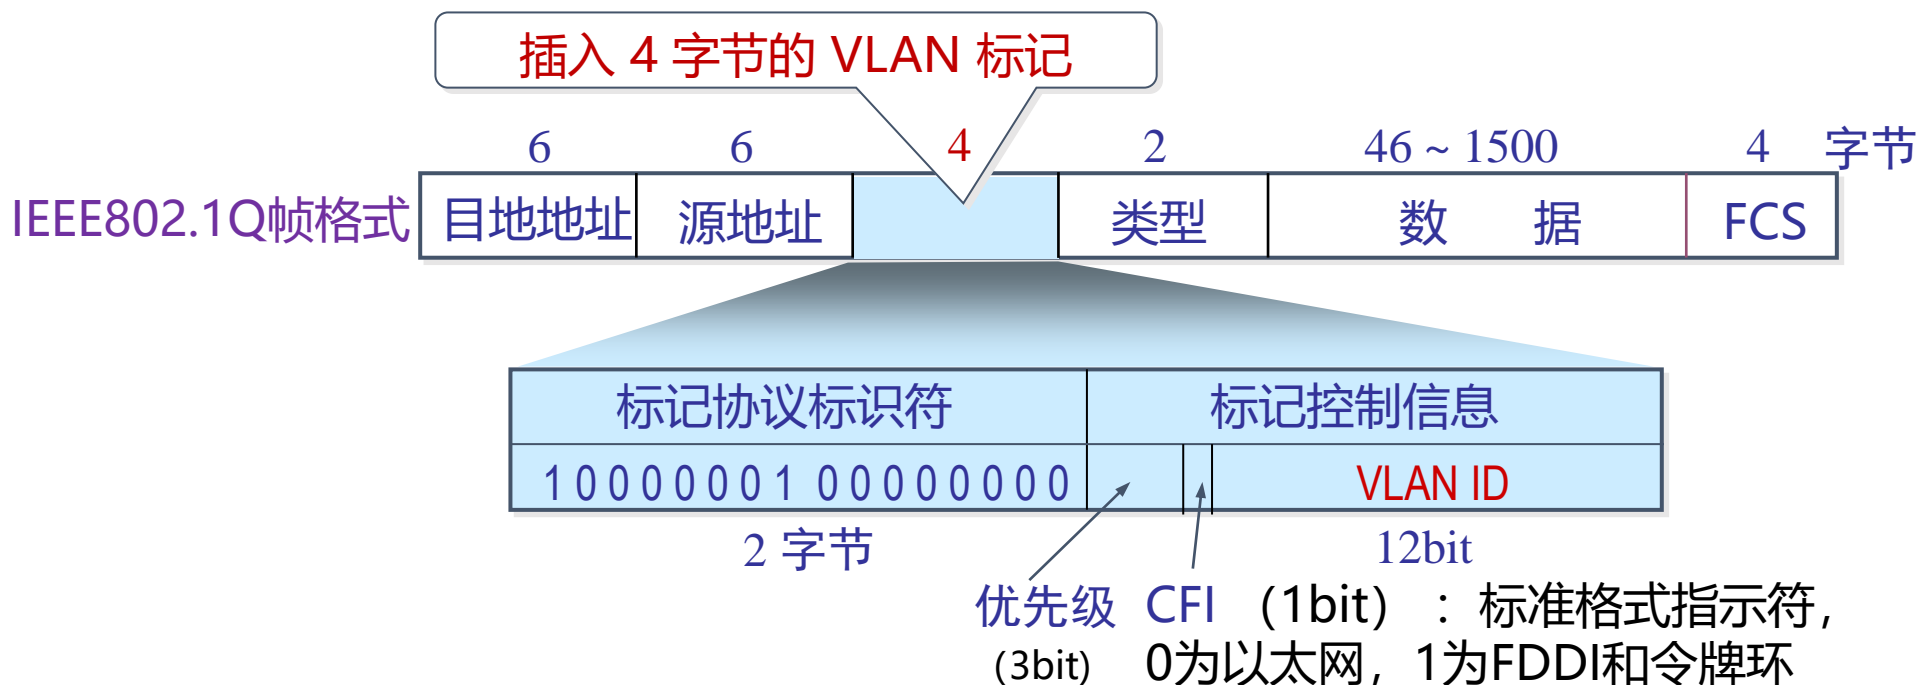 插入 4 字节的 VLAN 标记
6 6 4 2 46 ~ 1500 4 字节
IEEE802.1Q帧格式 目地地址 源地址 类型 数 据 FCS
标记协议标识符 标记控制信息
1 0 0 0 0 0 0 1 0 0 0 0 0 0 0 0 VLAN ID
2 字节 12bit
优先级 CFI （1bit） ：标准格式指示符，
(3bit) 0为以太网，1为FDDI和令牌环